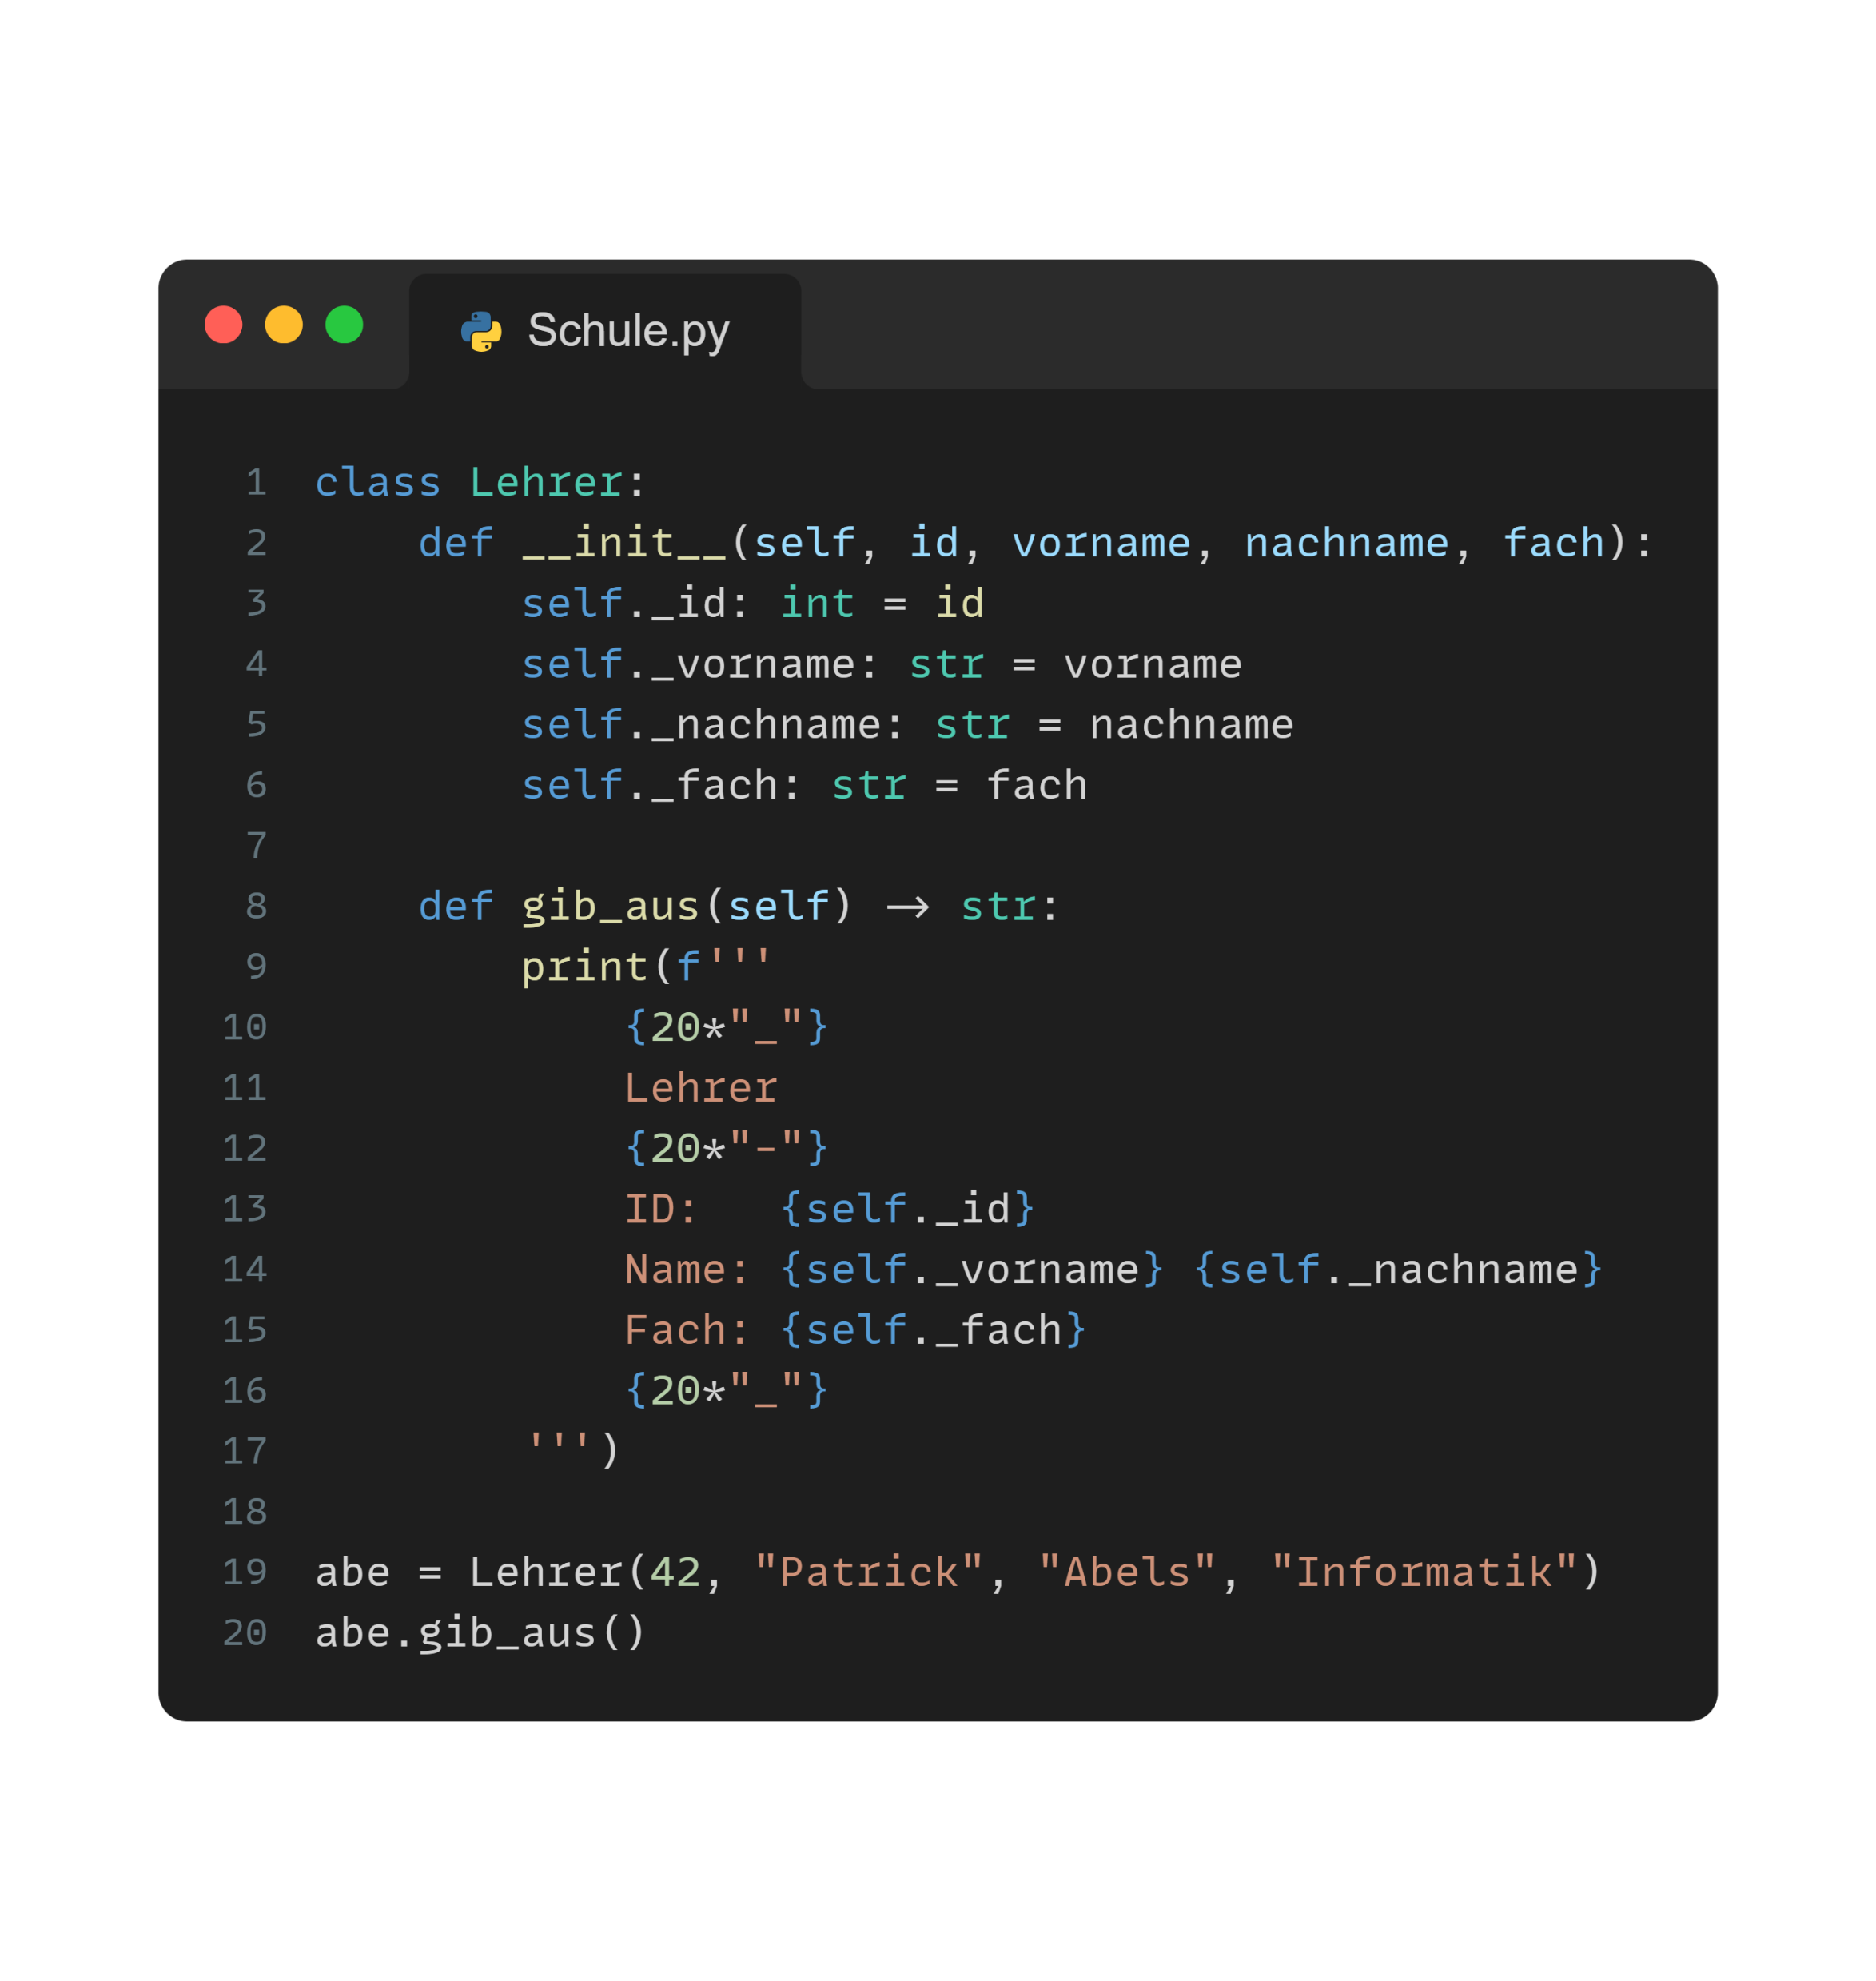 Schule.py
1 class Lehrer:
2     def __init__(self, id, vorname, nachname, fach):
3         self._id: int = id
4         self._vorname: str = vorname
5         self._nachname: str = nachname
6         self._fach: str = fach
7
8     def gib_aus(self) → str:
9         print(f'''
10             {20*"_"}
11             Lehrer
12             {20*"-"}
13             ID:   {self._id}
14             Name: {self._vorname} {self._nachname}
15             Fach: {self._fach}
16             {20*"_"}
17         ''')
18
19 abe = Lehrer(42, "Patrick", "Abels", "Informatik")
20 abe.gib_aus()